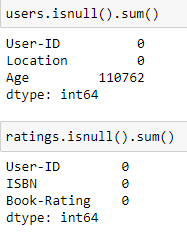 users.isnull().sum()
User-ID 0
Location 0
Age 110762
dtype: int64
ratings.isnull().sum()
User-ID 0
ISBN 0
Book-Rating 0
dtype: int64